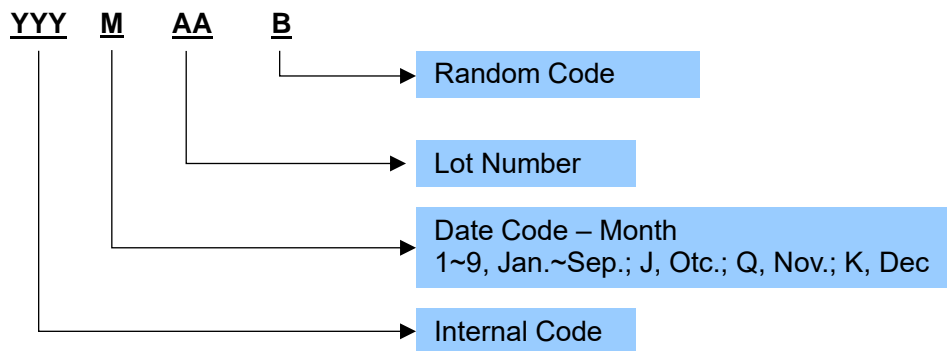 YYY M AA B
Random Code
Lot Number
Date Code – Month
1~9, Jan.~Sep.; J, Otc.; Q, Nov.; K, Dec
Internal Code